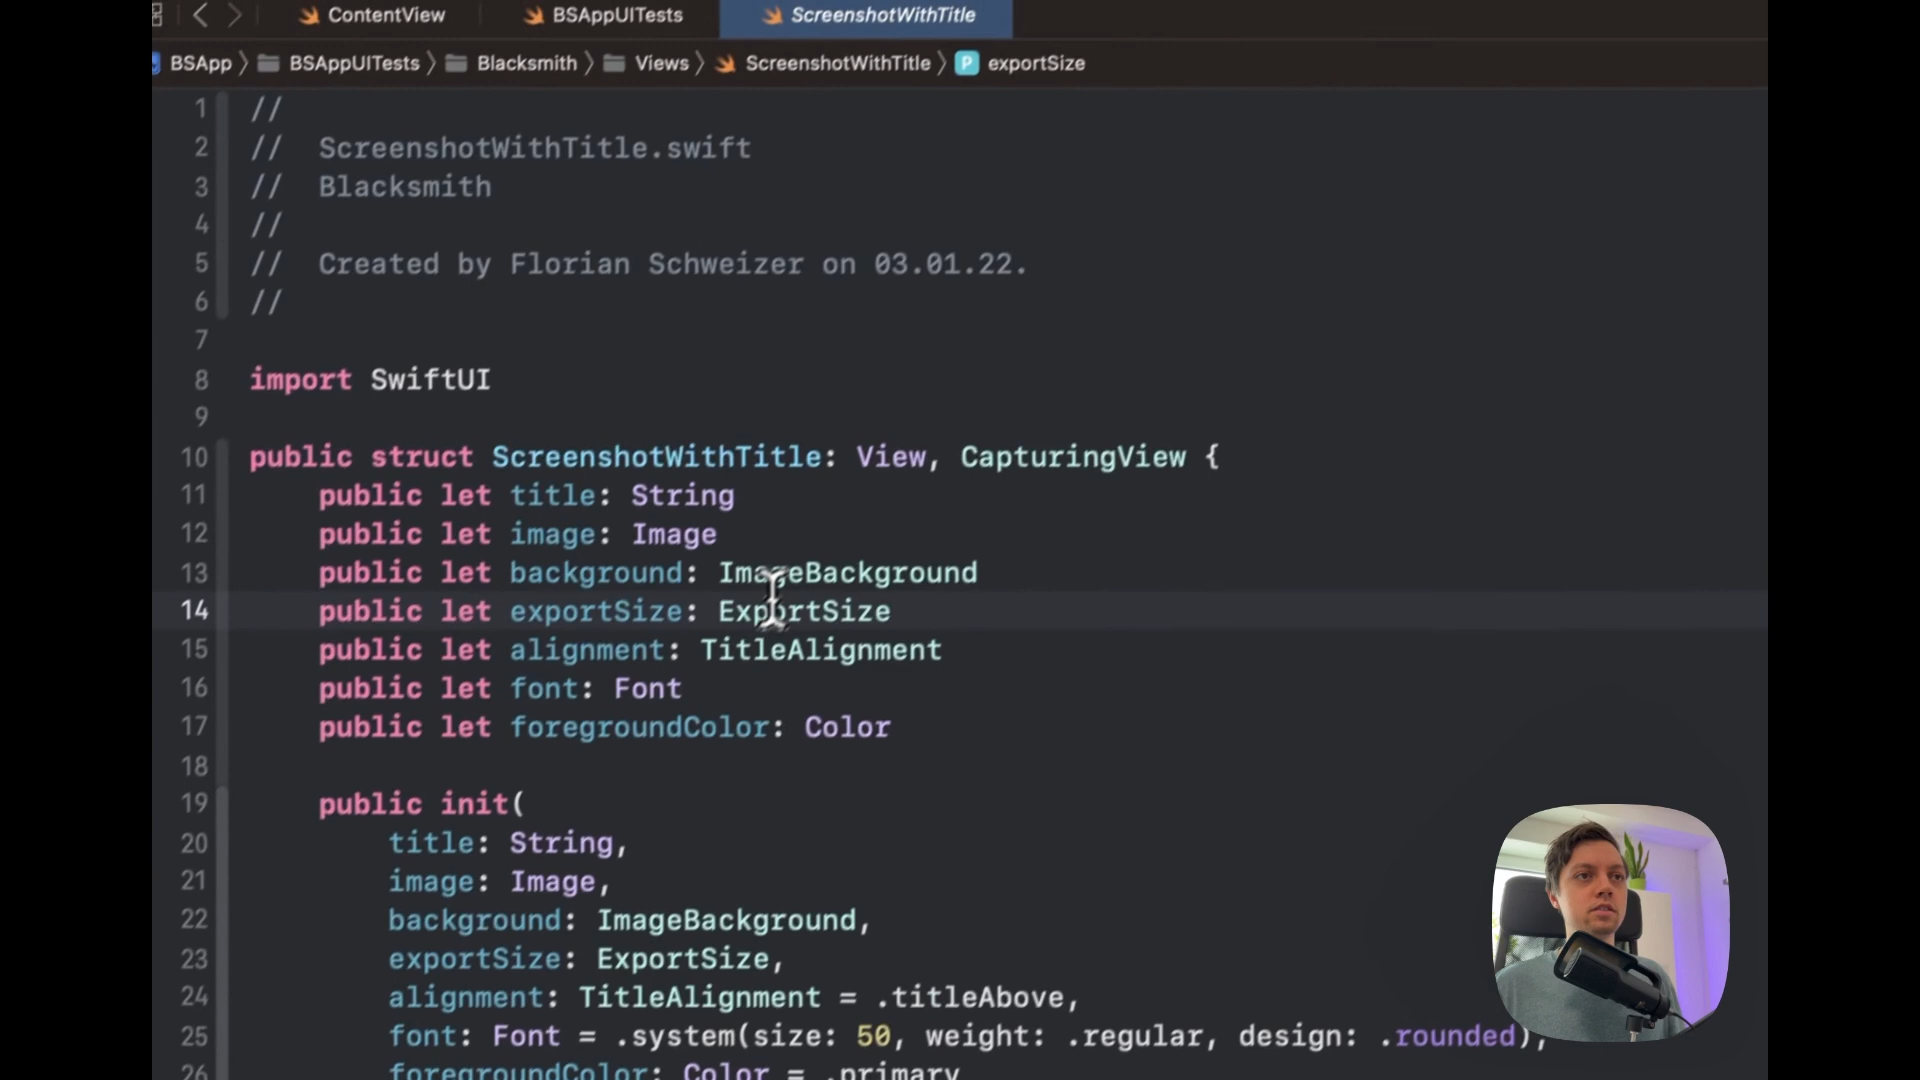 ContentView BSAppUITests ScreenshotWithTitle
BSApp BSAppUITests Blacksmith Views ScreenshotWithTitle P exportSize
1 //
2 //  ScreenshotWithTitle.swift
3 //  Blacksmith
4 //
5 //  Created by Florian Schweizer on 03.01.22.
6 //
7
8 import SwiftUI
9
10 public struct ScreenshotWithTitle: View, CapturingView {
11     public let title: String
12     public let image: Image
13     public let background: ImageBackground
14     public let exportSize: ExportSize
15     public let alignment: TitleAlignment
16     public let font: Font
17     public let foregroundColor: Color
18
19     public init(
20         title: String,
21         image: Image,
22         background: ImageBackground,
23         exportSize: ExportSize,
24         alignment: TitleAlignment = .titleAbove,
25         font: Font = .system(size: 50, weight: .regular, design: .rounded),
26         foregroundColor: Color = .primary